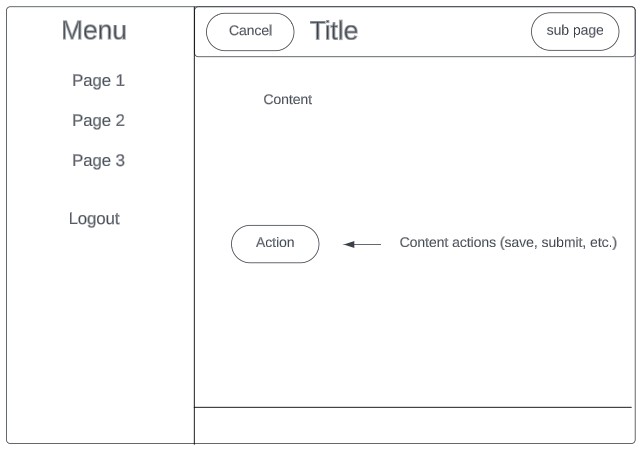 Menu
Page 1
Page 2
Page 3
Logout
Cancel
Title
sub page
Content
Action
Content actions (save, submit, etc.)